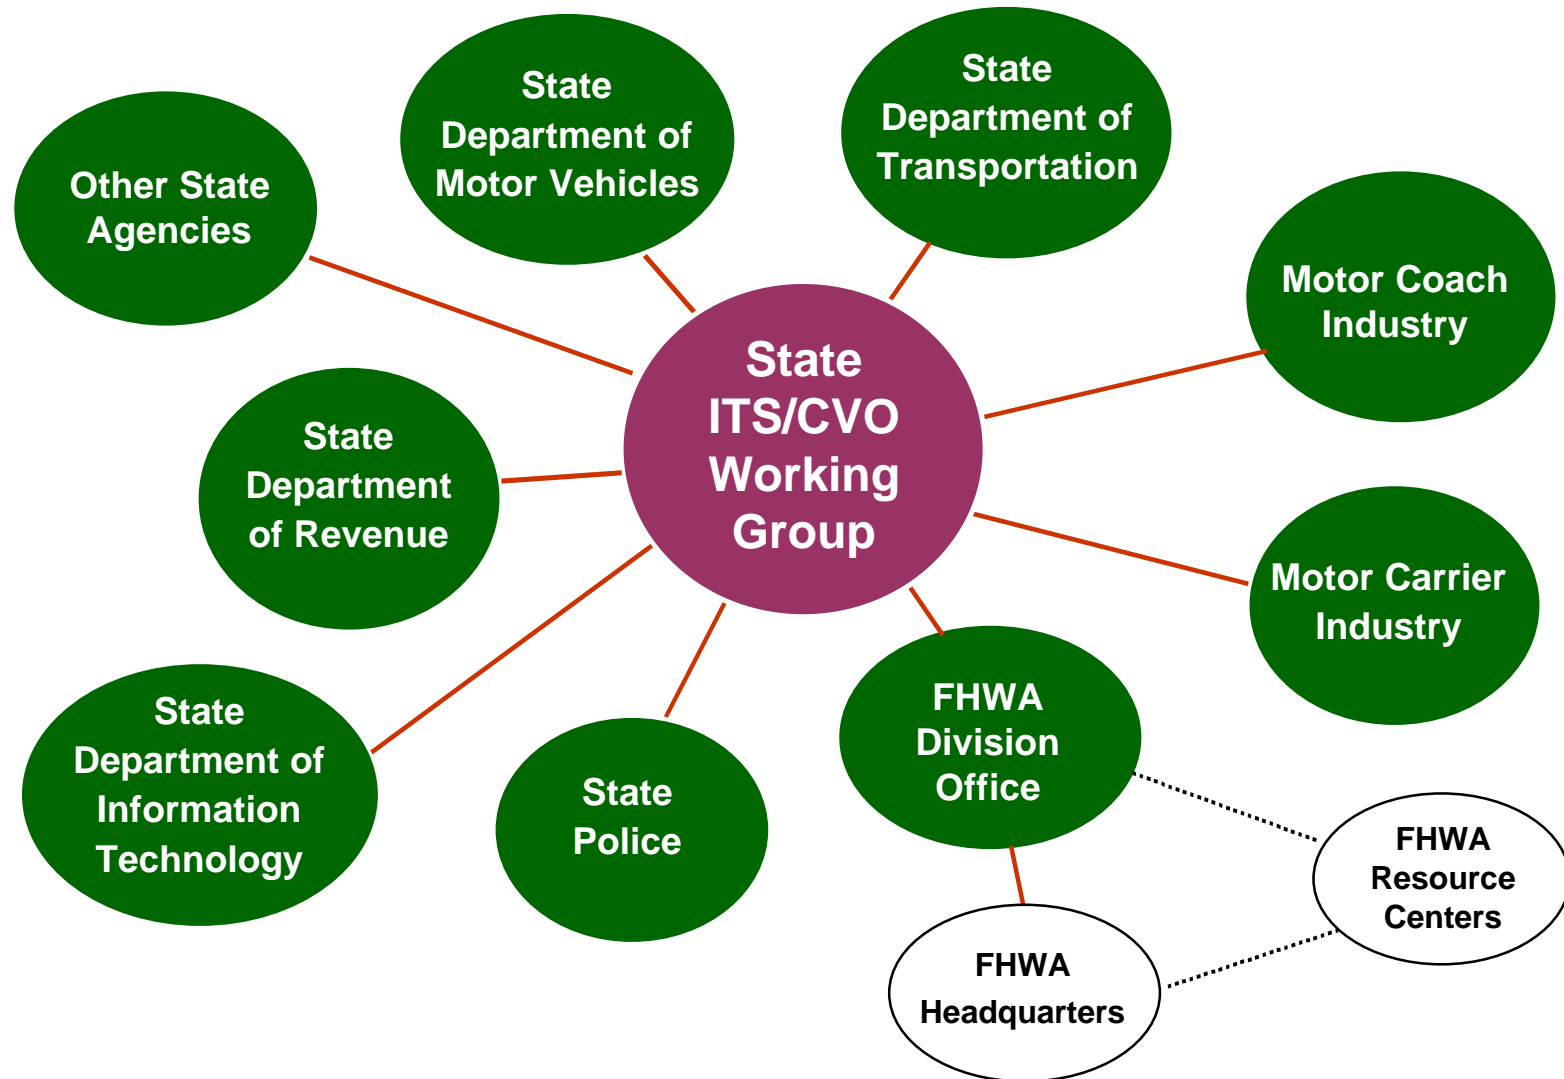 State
Department of
Motor Vehicles
State
Department of
Transportation
Other State
Agencies
Motor Coach
Industry
State
ITS/CVO
Working
Group
State
Department
of Revenue
Motor Carrier
Industry
State
Department of
Information
Technology
State
Police
FHWA
Division
Office
FHWA
Resource
Centers
FHWA
Headquarters